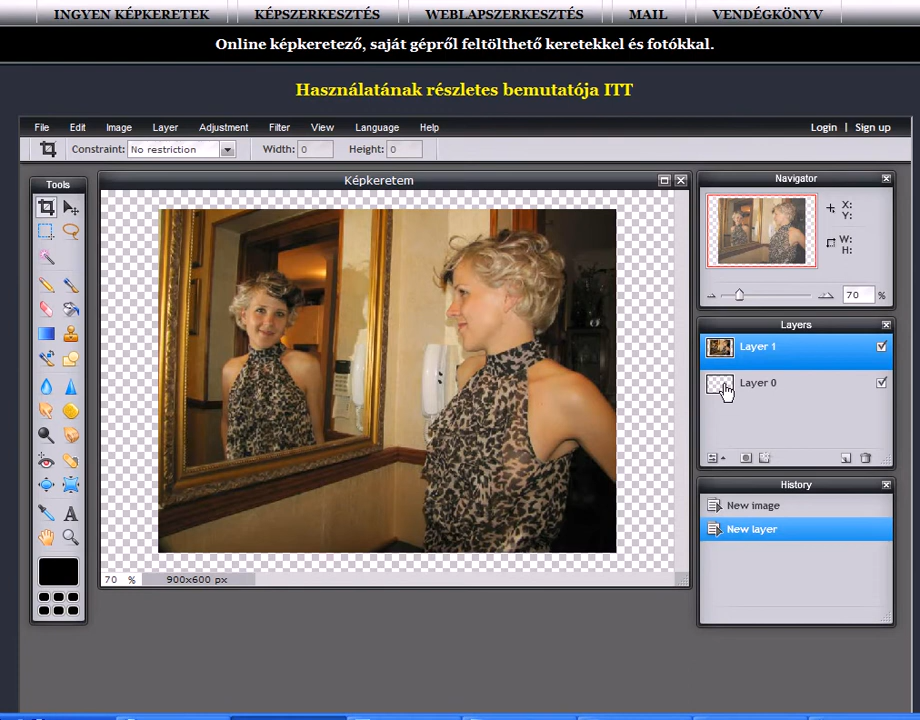 INGYEN KÉPKERETEK KÉPSZERKESZTÉS WEBLAPSZERKESZTÉS MAIL VENDÉGKÖNYV
Online képkeretező, saját gépről feltölthető keretekkel és fotókkal.
Használatának részletes bemutatója ITT
File Edit Image Layer Adjustment Filter View Language Help Login | Sign up
Constraint: No restriction Width: 0 Height: 0
Tools
Képkeretem
70 % 900x600 px
Navigator
X:
Y:
W:
H:
70 %
Layers
Layer 1
Layer 0
History
New image
New layer